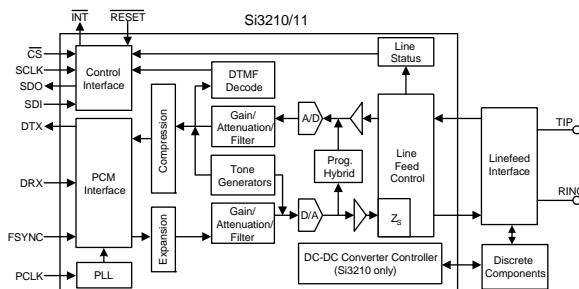 INT
RESET
Si3210/11
CS
SCLK
SDO
SDI
Control
Interface
Line
Status
DTMF
Decode
DTX
DRX
FSYNC
PCLK
PCM
Interface
PLL
Compression
Expansion
Gain/
Attenuation/
Filter
Tone
Generators
Gain/
Attenuation/
Filter
A/D
Prog.
Hybrid
D/A
Line
Feed
Control
ZS
Linefeed
Interface
TIP
RING
DC-DC Converter Controller
(Si3210 only)
Discrete
Components